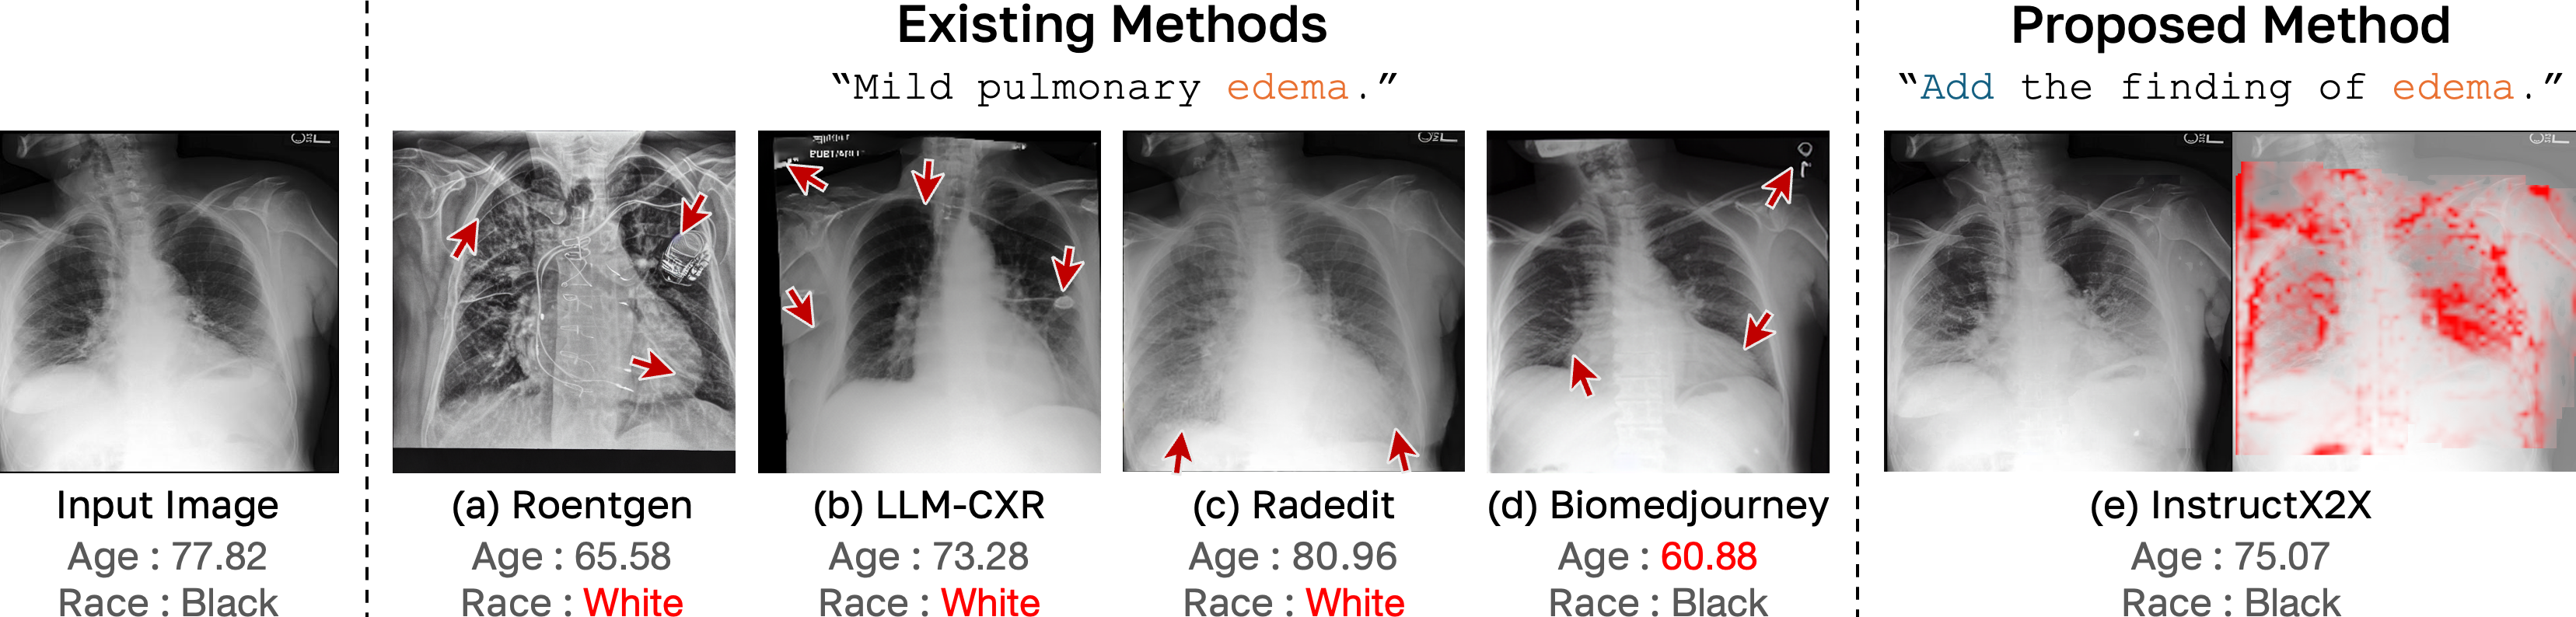 Existing Methods
Proposed Method
“Mild pulmonary edema.”
“Add the finding of edema.”
Input Image
Age : 77.82
Race : Black
(a) Roentgen
Age : 65.58
Race : White
(b) LLM-CXR
Age : 73.28
Race : White
(c) Radedit
Age : 80.96
Race : White
(d) Biomedjourney
Age : 60.88
Race : Black
(e) InstructX2X
Age : 75.07
Race : Black